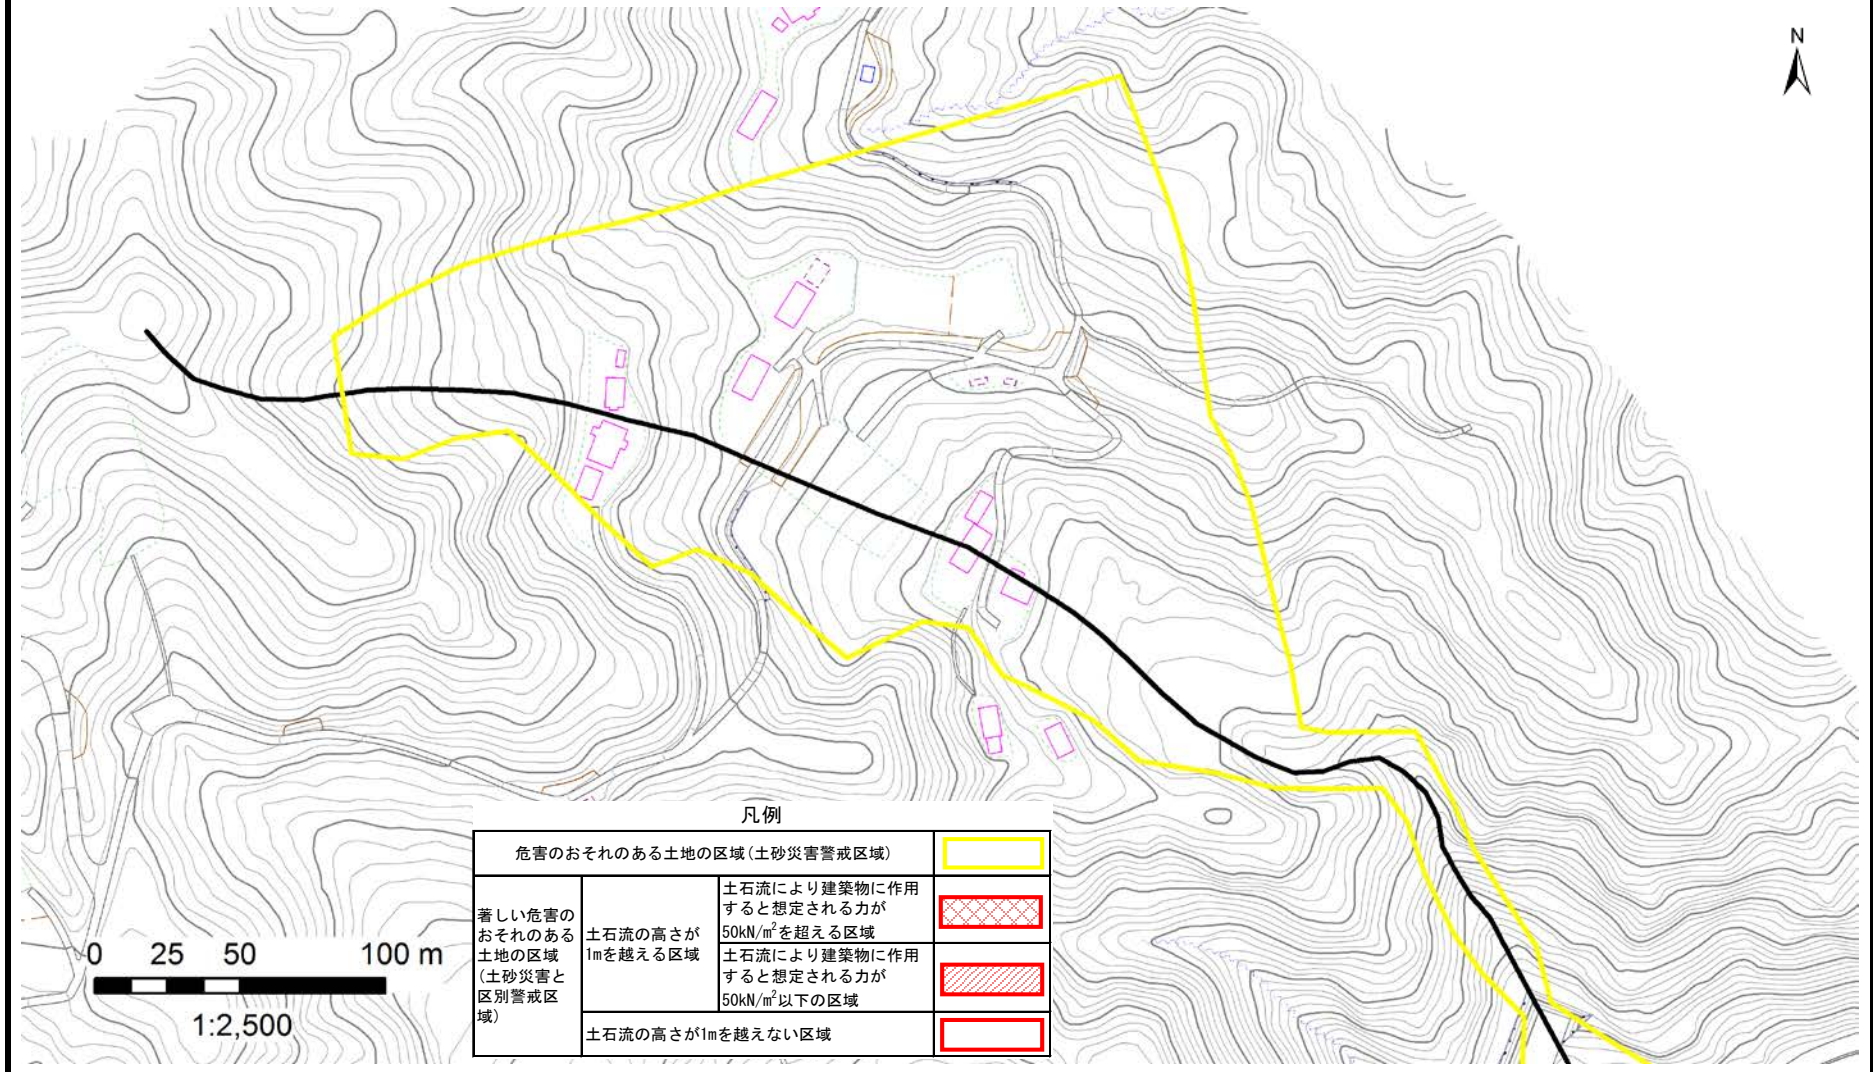 N
凡例
危害のおそれのある土地の区域(土砂災害警戒区域)
著しい危害の
おそれのある
土地の区域
(土砂災害と
区別警戒区
域)
土石流の高さが
1mを越える区域
土石流により建築物に作用
すると想定される力が
50kN/m²を超える区域
土石流により建築物に作用
すると想定される力が
50kN/m²以下の区域
土石流の高さが1mを越えない区域
0 25 50 100 m
1:2,500